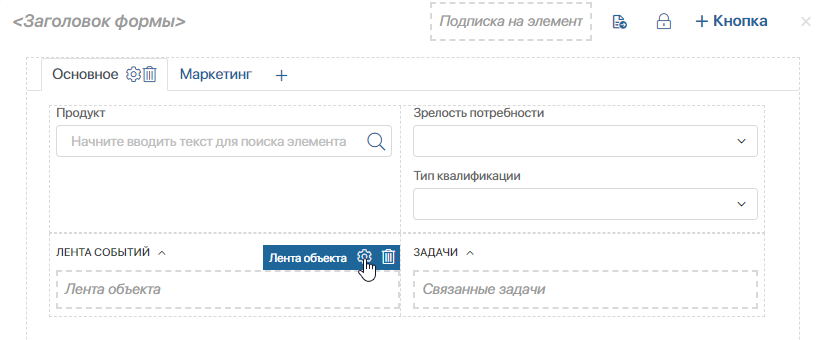 <Заголовок формы>
Подписка на элемент
+ Кнопка
Основное
Маркетинг
+
Продукт
Зрелость потребности
Начните вводить текст для поиска элемента
Тип квалификации
ЛЕНТА СОБЫТИЙ
Лента объекта
ЗАДАЧИ
Лента объекта
Связанные задачи